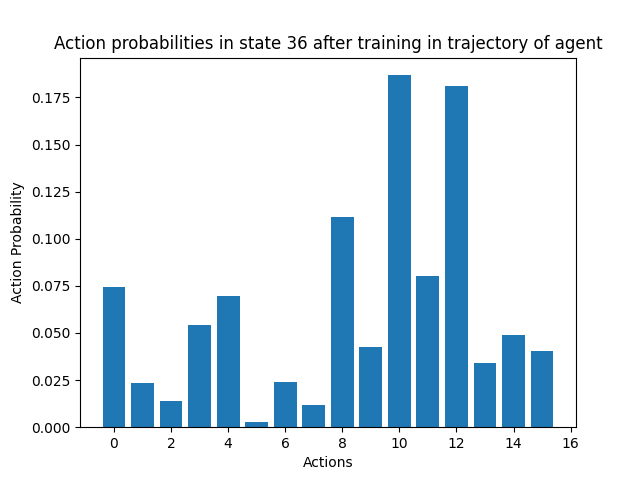 Action probabilities in state 36 after training in trajectory of agent
0.175
0.150
0.125
0.100
0.075
0.050
0.025
0.000
Action Probability
0 2 4 6 8 10 12 14 16
Actions